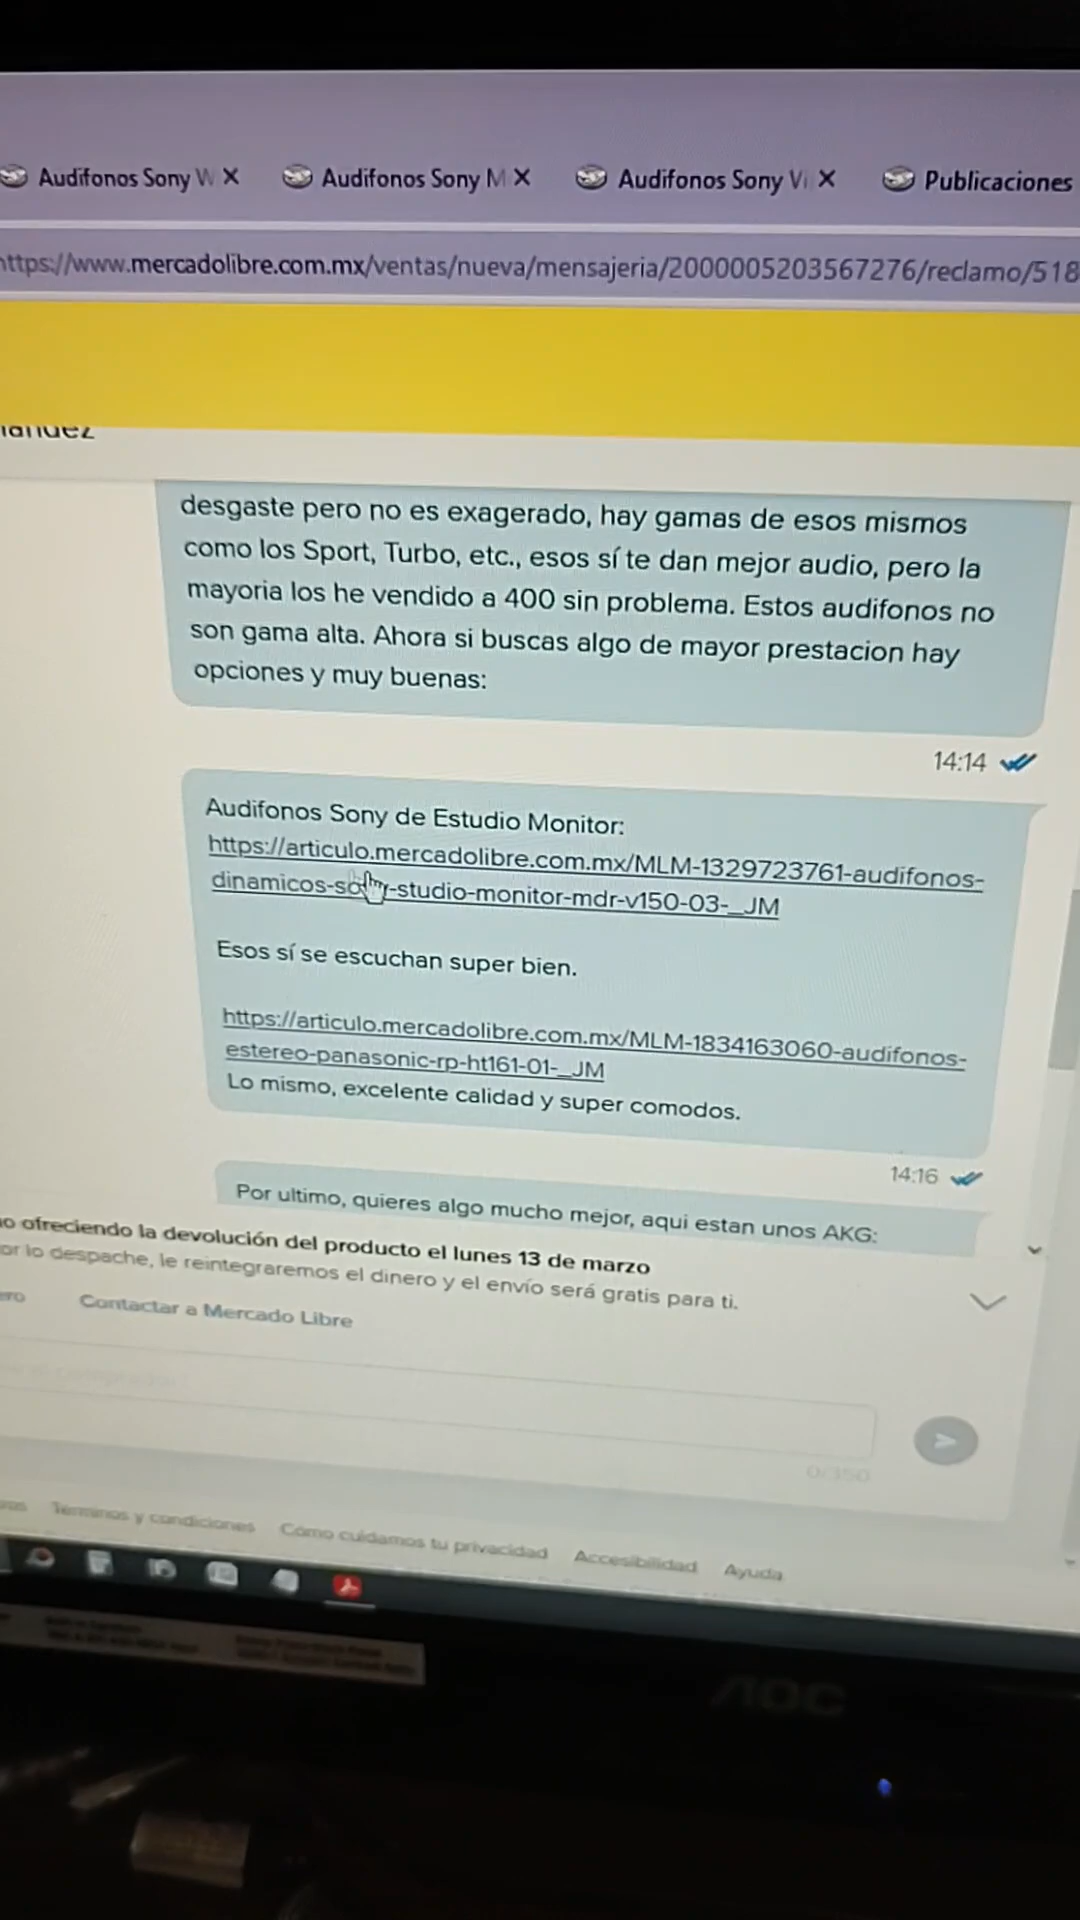 Audifonos Sony W
Audifonos Sony M
Audifonos Sony Vi
Publicaciones
https://www.mercadolibre.com.mx/ventas/nueva/mensajeria/2000005203567276/reclamo/518
desgaste pero no es exagerado, hay gamas de esos mismos
como los Sport, Turbo, etc., esos sí te dan mejor audio, pero la
mayoria los he vendido a 400 sin problema. Estos audifonos no
son gama alta. Ahora si buscas algo de mayor prestacion hay
opciones y muy buenas:
14:14
Audifonos Sony de Estudio Monitor:
https://articulo.mercadolibre.com.mx/MLM-1329723761-audifonos-
dinamicos-sony-studio-monitor-mdr-v150-03-_JM
Esos sí se escuchan super bien.
https://articulo.mercadolibre.com.mx/MLM-1834163060-audifonos-
estereo-panasonic-rp-ht161-01-_JM
Lo mismo, excelente calidad y super comodos.
14:16
Por ultimo, quieres algo mucho mejor, aqui estan unos AKG:
o ofreciendo la devolución del producto el lunes 13 de marzo
or lo despache, le reintegraremos el dinero y el envío será gratis para ti.
ero
Contactar a Mercado Libre
0/350
Términos y condiciones
Cómo cuidamos tu privacidad
Accesibilidad
Ayuda
AOC